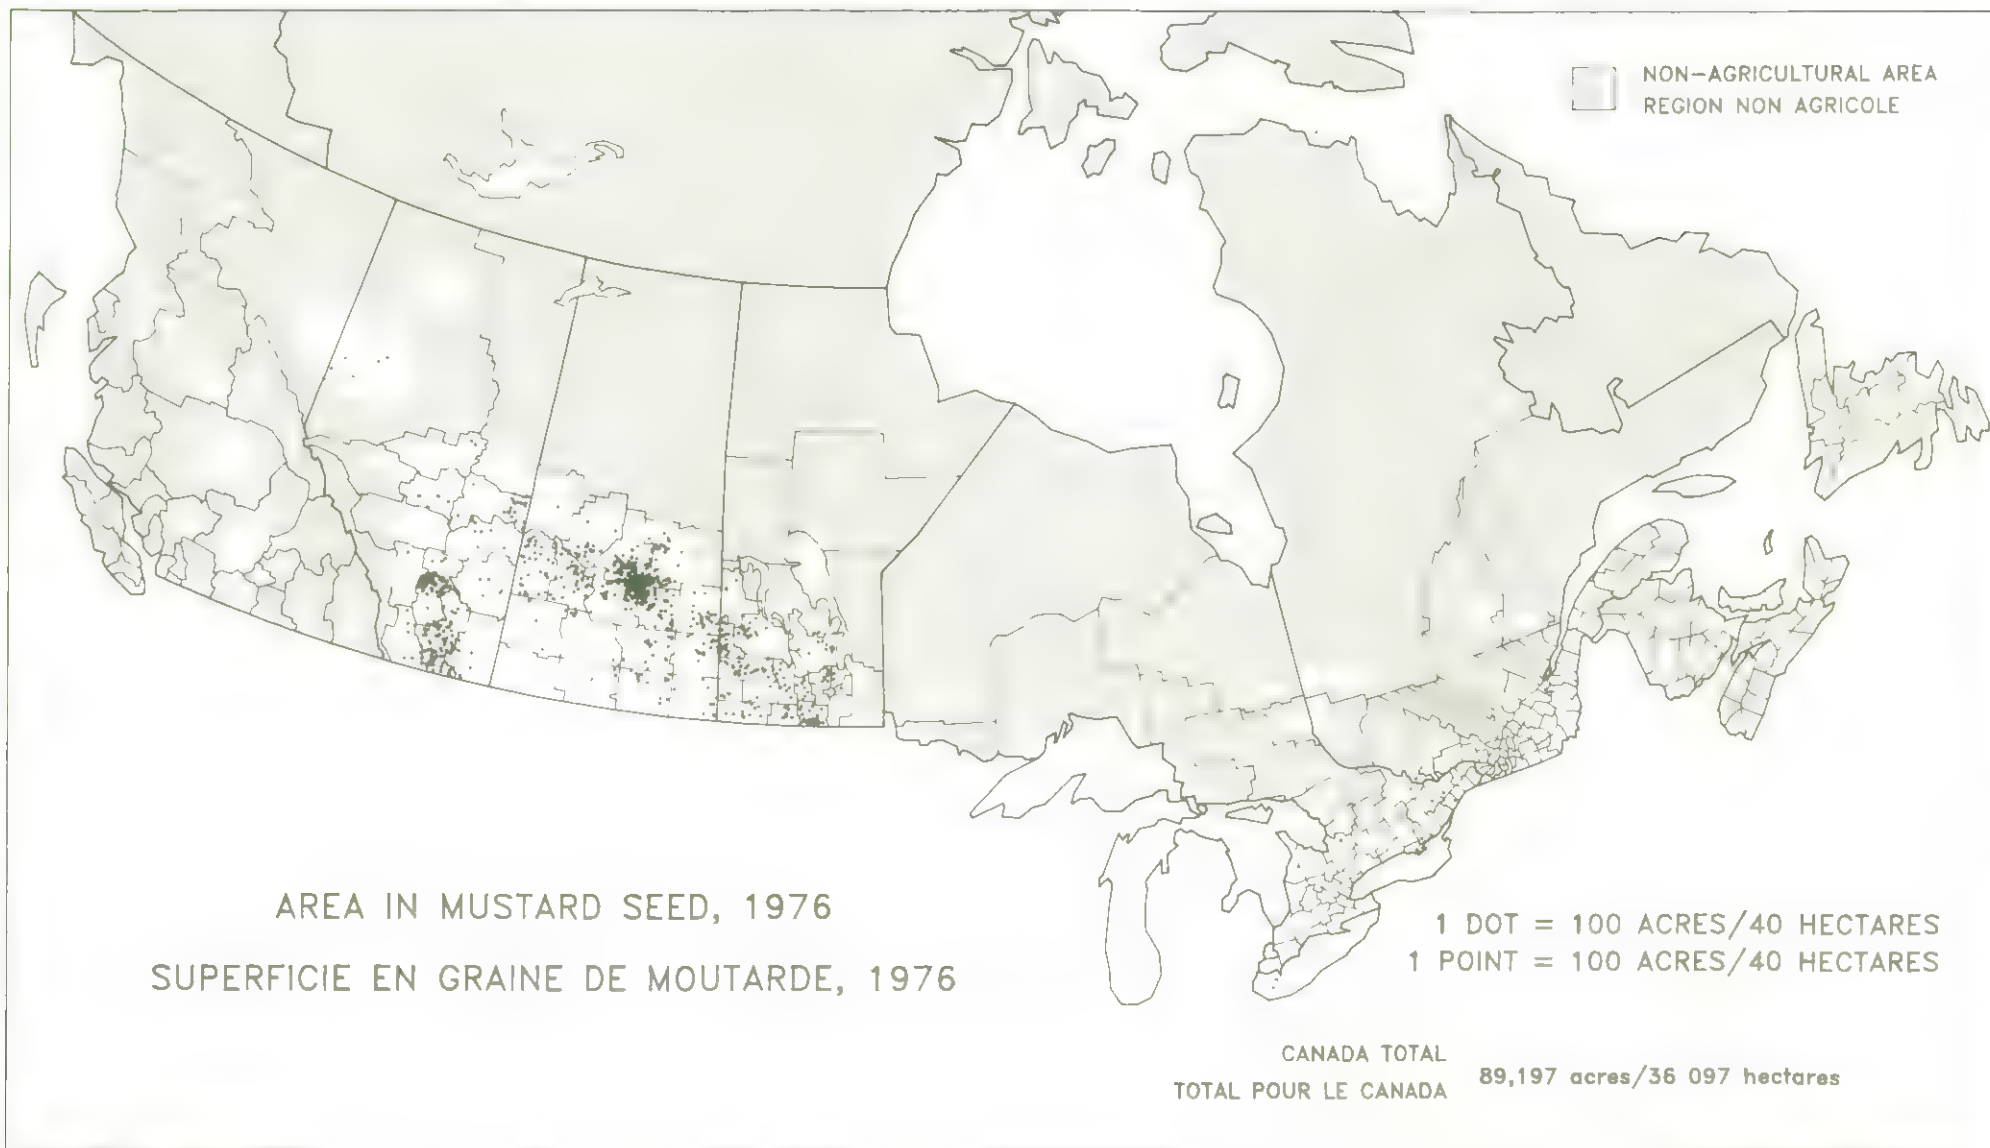 NON-AGRICULTURAL AREA
REGION NON AGRICOLE
AREA IN MUSTARD SEED, 1976
SUPERFICIE EN GRAINE DE MOUTARDE, 1976
1 DOT = 100 ACRES/40 HECTARES
1 POINT = 100 ACRES/40 HECTARES
CANADA TOTAL
TOTAL POUR LE CANADA
89,197 acres/36 097 hectares